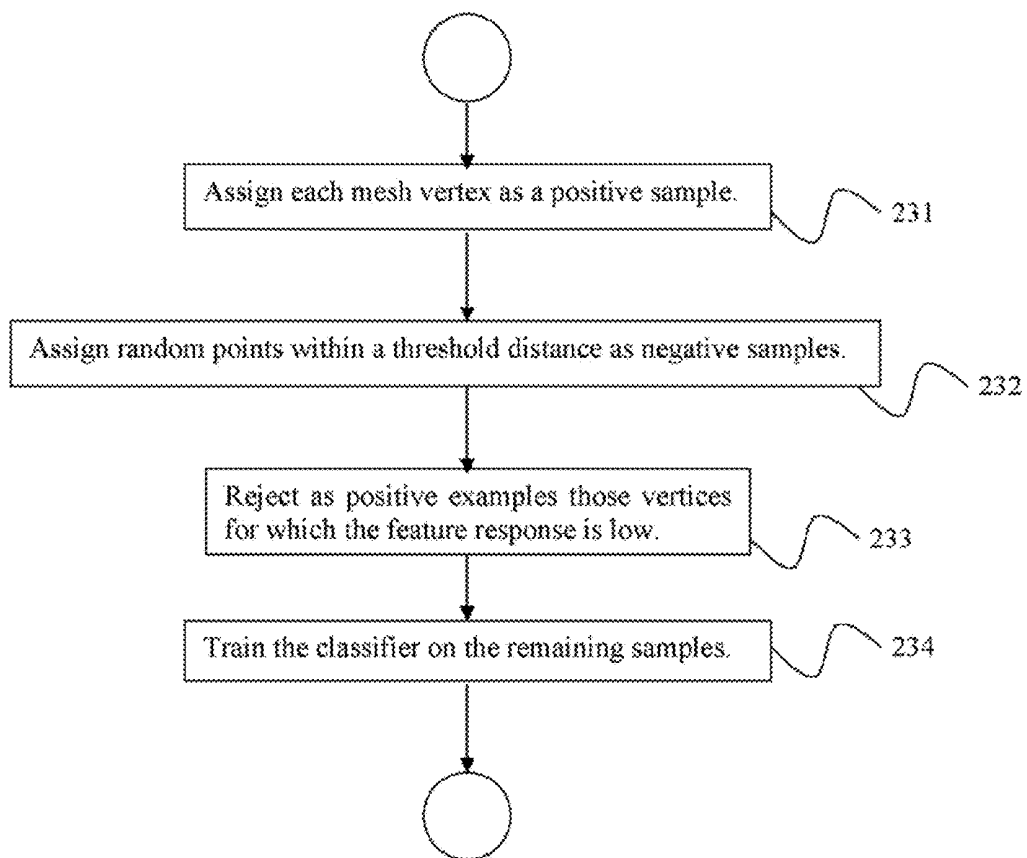 Assign each mesh vertex as a positive sample.
231
Assign random points within a threshold distance as negative samples.
232
Reject as positive examples those vertices
for which the feature response is low.
233
Train the classifier on the remaining samples.
234